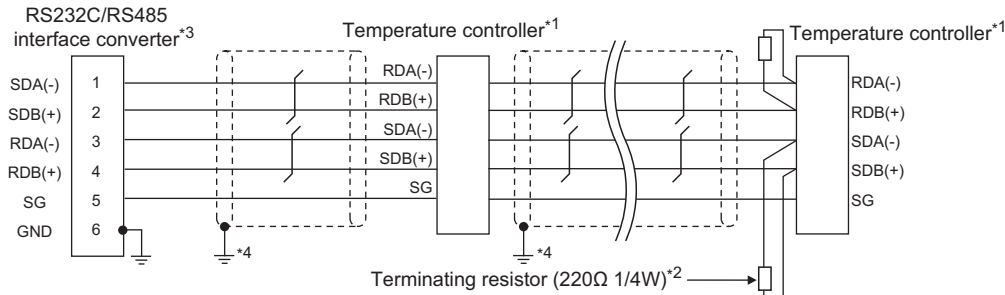 RS232C/RS485
interface converter*3
Temperature controller*1
Temperature controller*1
SDA(-) 1 RDA(-) RDA(-)
SDB(+) 2 RDB(+) RDB(+)
RDA(-) 3 SDA(-) SDA(-)
RDB(+) 4 SDB(+) SDB(+)
SG 5 SG SG
GND 6
*4
*4
Terminating resistor (220Ω 1/4W)*2